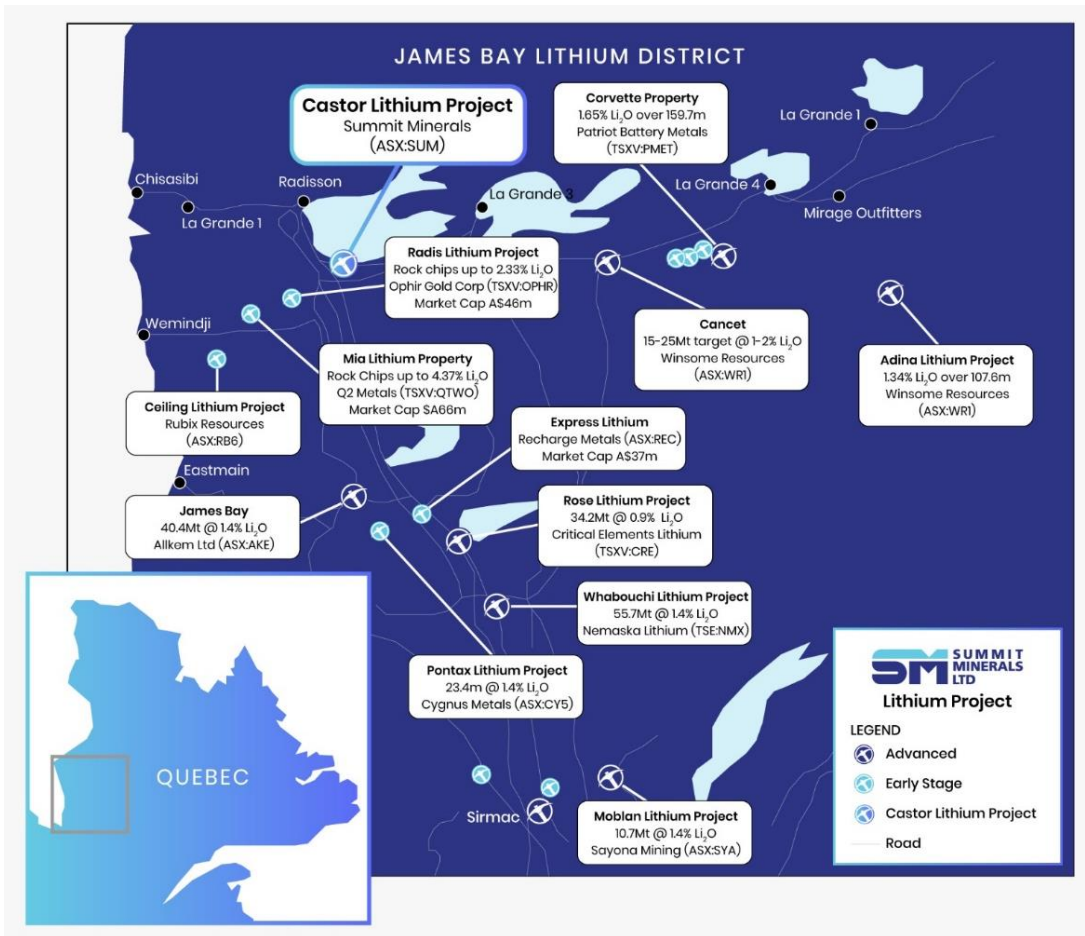 JAMES BAY LITHIUM DISTRICT
Castor Lithium Project
Summit Minerals
(ASX:SUM)
Corvette Property
1.65% Li₂O over 159.7m
Patriot Battery Metals
(TSXV:PMET)
La Grande 1
Chisasibi
La Grande 1
Radisson
La Grande 3
La Grande 4
Mirage Outfitters
Radis Lithium Project
Rock chips up to 2.33% Li₂O
Ophir Gold Corp (TSXV:OPHR)
Market Cap A$46m
Wemindji
Mia Lithium Property
Rock Chips up to 4.37% Li₂O
Q2 Metals (TSXV:QTWO)
Market Cap $A66m
Cancet
15-25Mt target @ 1-2% Li₂O
Winsome Resources
(ASX:WR1)
Adina Lithium Project
1.34% Li₂O over 107.6m
Winsome Resources
(ASX:WR1)
Ceiling Lithium Project
Rubix Resources
(ASX:RB6)
Express Lithium
Recharge Metals (ASX:REC)
Market Cap A$37m
Eastmain
James Bay
40.4Mt @ 1.4% Li₂O
Allkem Ltd (ASX:AKE)
Rose Lithium Project
34.2Mt @ 0.9% Li₂O
Critical Elements Lithium
(TSXV:CRE)
Whabouchi Lithium Project
55.7Mt @ 1.4% Li₂O
Nemaska Lithium (TSE:NMX)
Pontax Lithium Project
23.4m @ 1.4% Li₂O
Cygnus Metals (ASX:CY5)
Sirmac
Moblan Lithium Project
10.7Mt @ 1.4% Li₂O
Sayona Mining (ASX:SYA)
QUEBEC
SM SUMMIT
MINERALS
LTD
Lithium Project
LEGEND
Advanced
Early Stage
Castor Lithium Project
Road